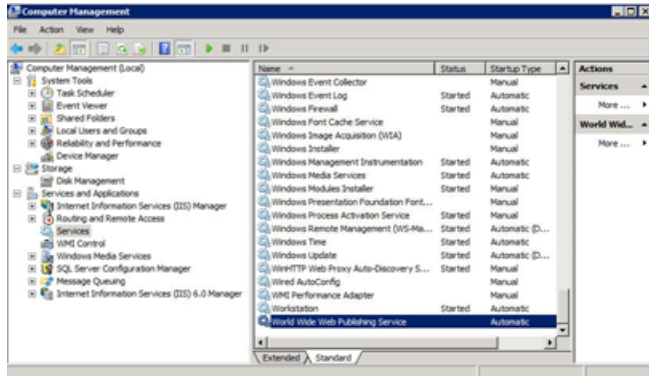 Computer Management
File Action View Help
Computer Management (Local)
System Tools
Task Scheduler
Event Viewer
Shared Folders
Local Users and Groups
Reliability and Performance
Device Manager
Storage
Disk Management
Services and Applications
Internet Information Services (IIS) Manager
Routing and Remote Access
Services
WMI Control
Windows Media Services
SQL Server Configuration Manager
Message Queuing
Internet Information Services (IIS) 6.0 Manager
Name Status Startup Type
Windows Event Collector Manual
Windows Event Log Started Automatic
Windows Firewall Started Automatic
Windows Font Cache Service Manual
Windows Image Acquisition (WIA) Manual
Windows Installer Manual
Windows Management Instrumentation Started Automatic
Windows Media Services Started Automatic
Windows Modules Installer Started Manual
Windows Presentation Foundation Font... Manual
Windows Process Activation Service Started Manual
Windows Remote Management (WS-Ma... Started Automatic (D...
Windows Time Started Automatic
Windows Update Started Automatic (D...
WinHTTP Web Proxy Auto-Discovery S... Started Manual
Wired AutoConfig Manual
WMI Performance Adapter Manual
Workstation Started Automatic
World Wide Web Publishing Service Automatic
Extended Standard
Actions
Services
More ...
World Wid...
More ...